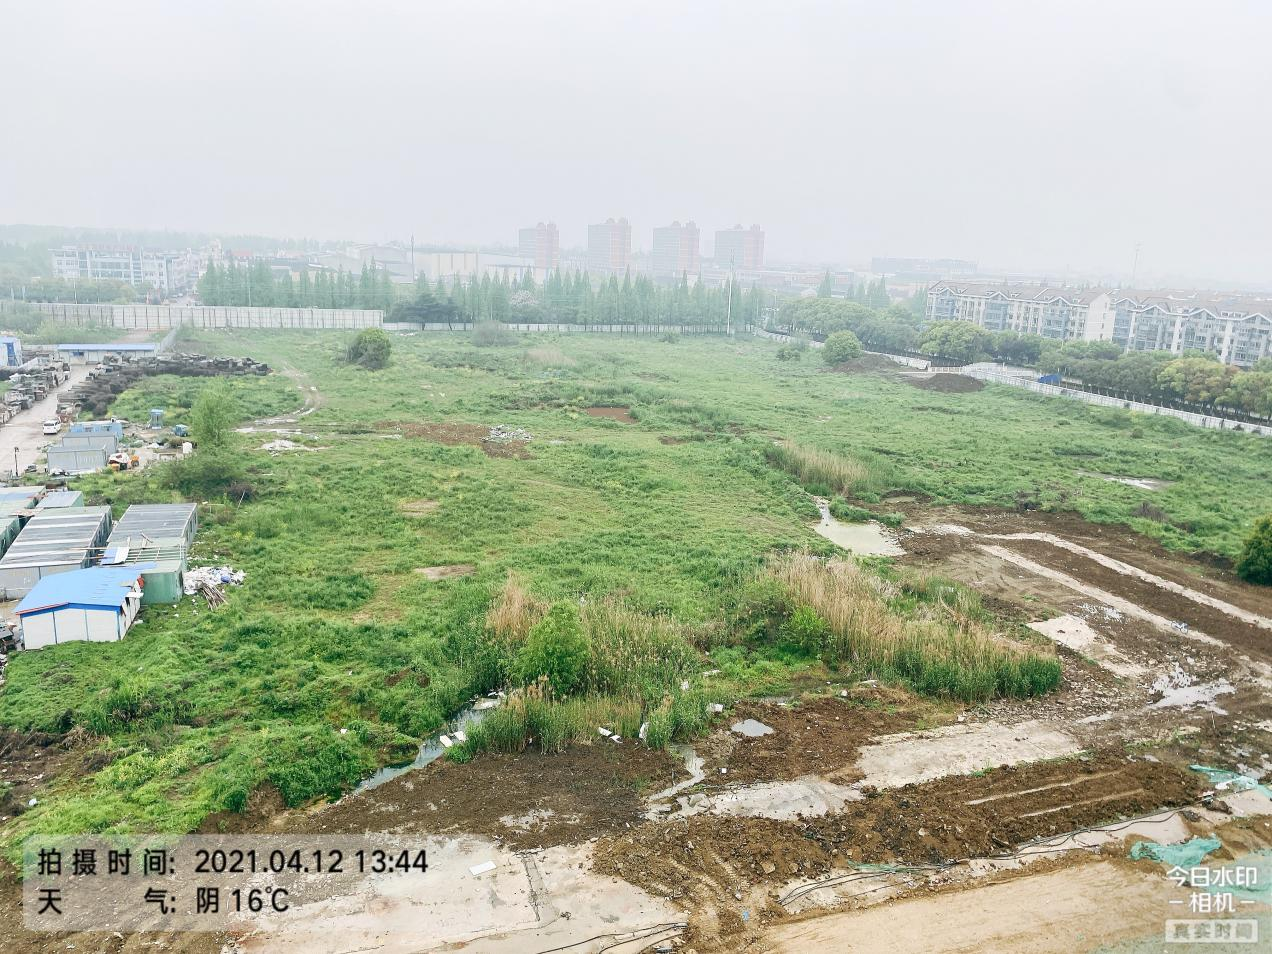 拍摄时间: 2021.04.12 13:44
天气: 阴 16℃
今日水印
-相机-
真实时间